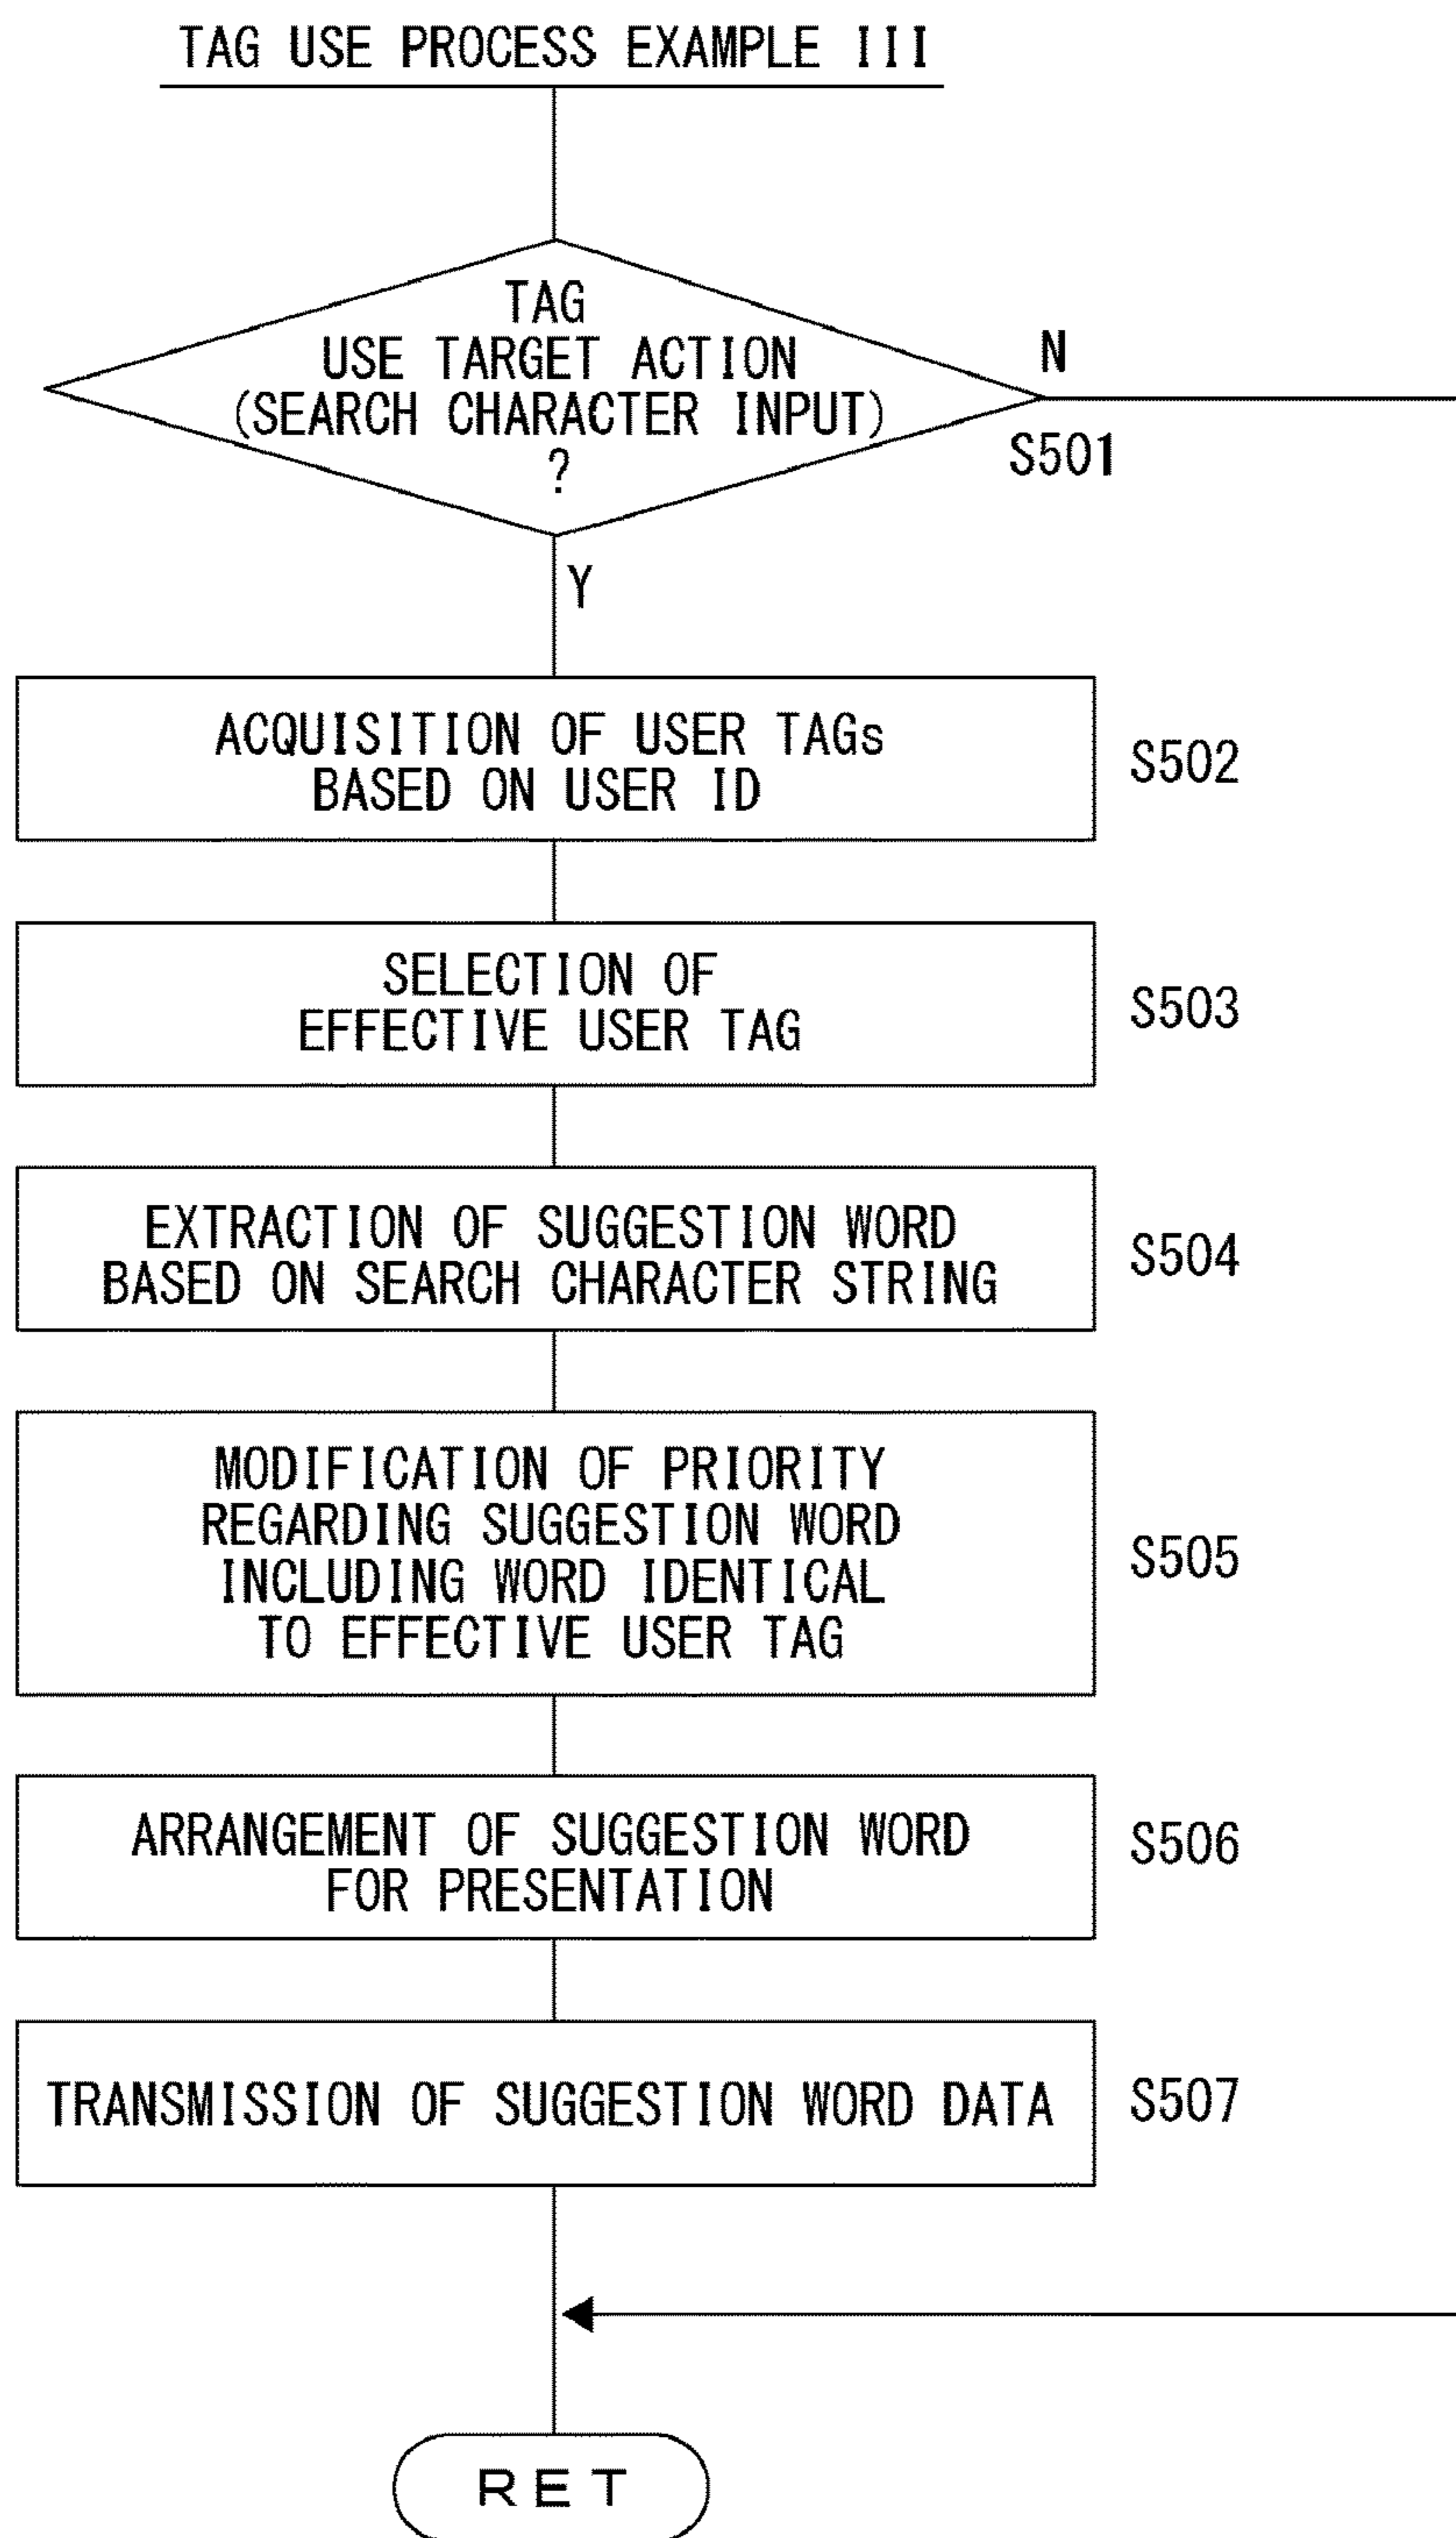 TAG USE PROCESS EXAMPLE III
TAG
USE TARGET ACTION
(SEARCH CHARACTER INPUT)
?
N
S501
Y
ACQUISITION OF USER TAGs
BASED ON USER ID
S502
SELECTION OF
EFFECTIVE USER TAG
S503
EXTRACTION OF SUGGESTION WORD
BASED ON SEARCH CHARACTER STRING
S504
MODIFICATION OF PRIORITY
REGARDING SUGGESTION WORD
INCLUDING WORD IDENTICAL
TO EFFECTIVE USER TAG
S505
ARRANGEMENT OF SUGGESTION WORD
FOR PRESENTATION
S506
TRANSMISSION OF SUGGESTION WORD DATA
S507
RET